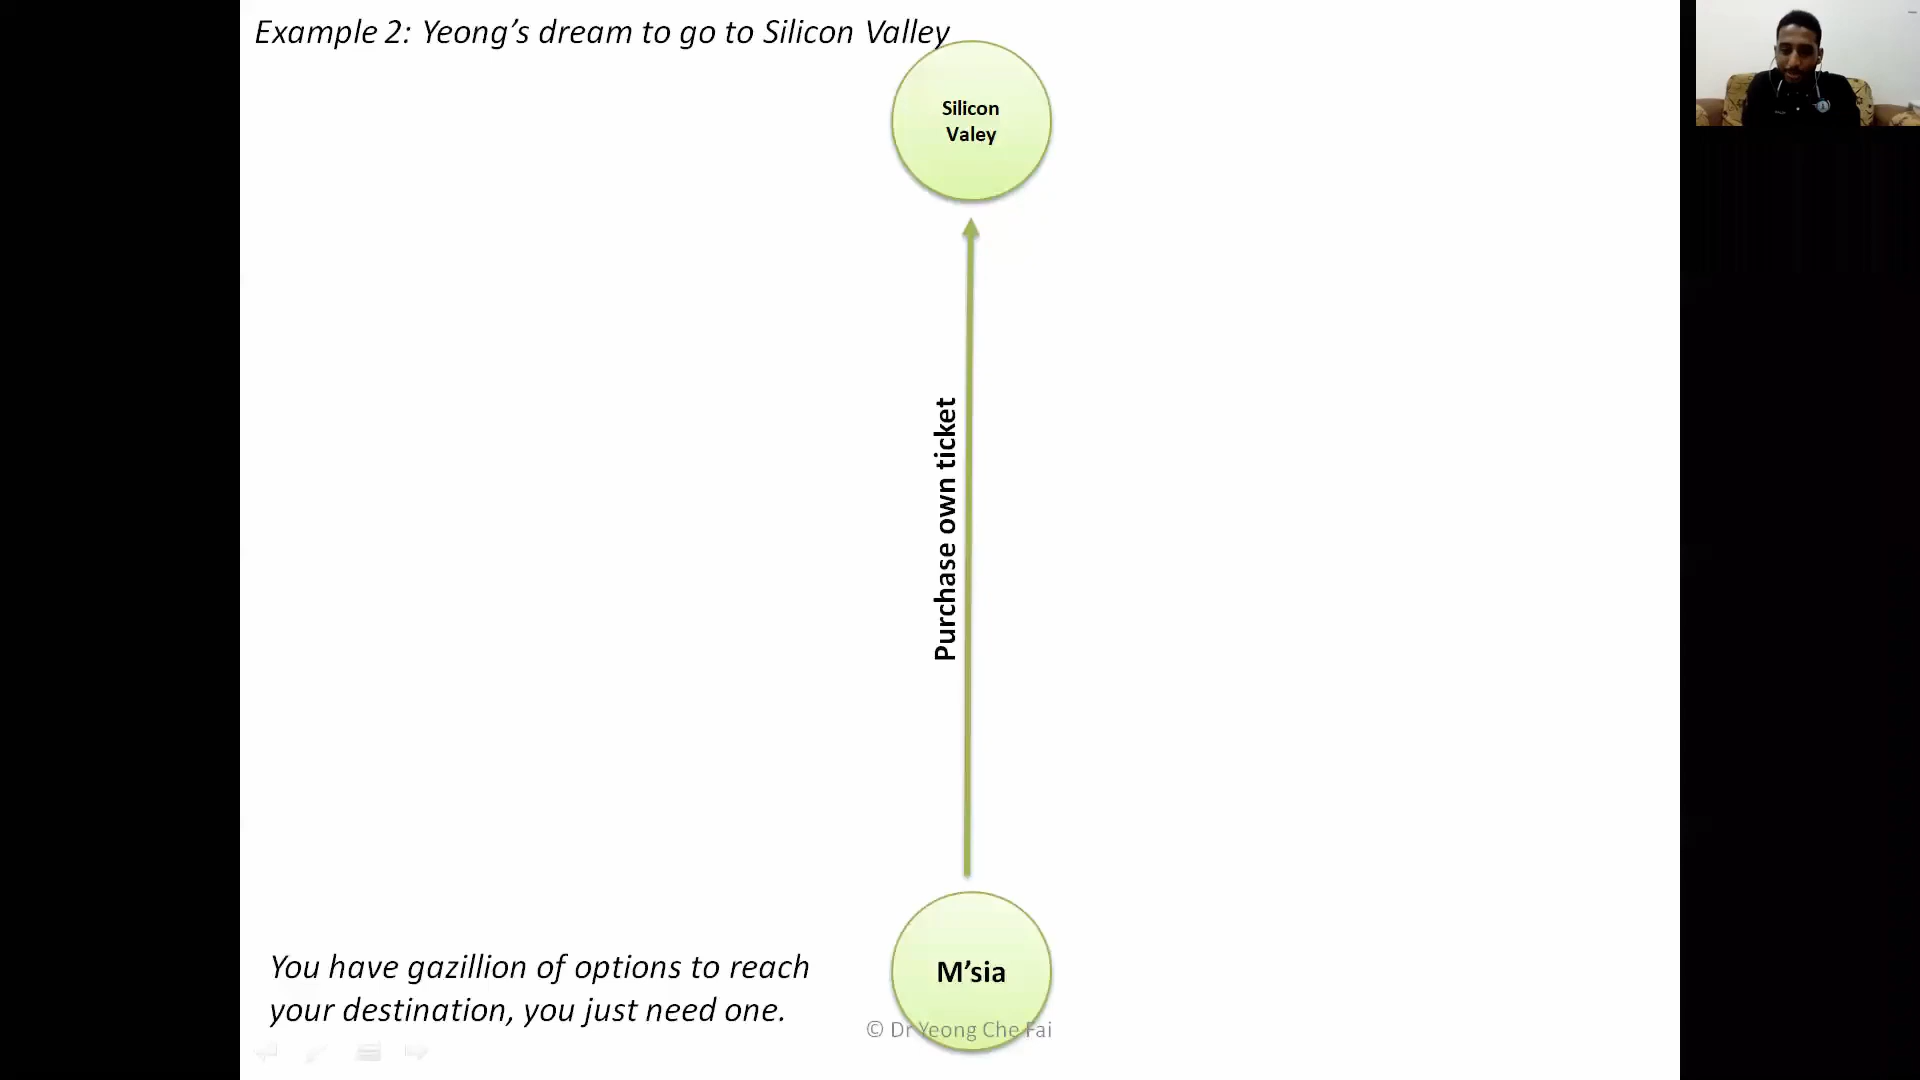 Example 2: Yeong's dream to go to Silicon Valley
Silicon
Valey
Purchase own ticket
M'sia
You have gazillion of options to reach
your destination, you just need one.
© Dr Yeong Che Fai